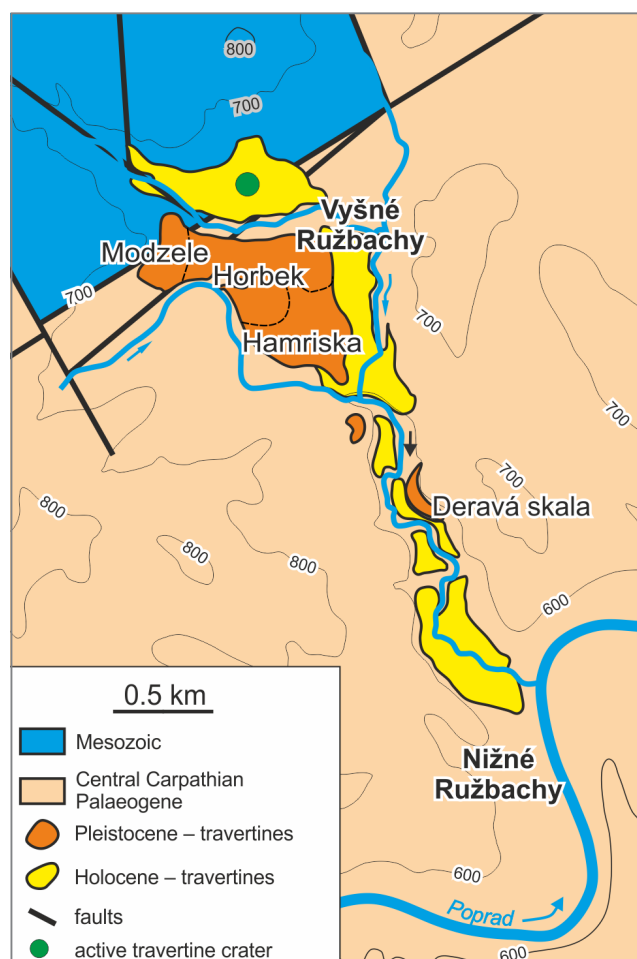 800
700
Vyšné
Ružbachy
Modzele
Horbek
700
Hamriska
700
600
700
Deravá skala
800
800
800
600
0.5 km
Mesozoic
Central Carpathian
Palaeogene
Pleistocene – travertines
Holocene – travertines
faults
active travertine crater
Nižné
Ružbachy
600
Poprad
600